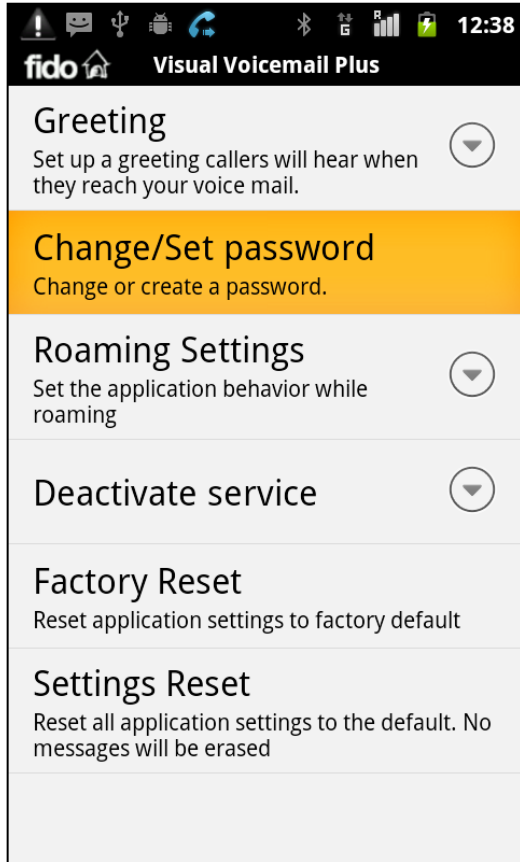 R
G
12:38
fido
Visual Voicemail Plus
Greeting
Set up a greeting callers will hear when
they reach your voice mail.
Change/Set password
Change or create a password.
Roaming Settings
Set the application behavior while
roaming
Deactivate service
Factory Reset
Reset application settings to factory default
Settings Reset
Reset all application settings to the default. No
messages will be erased